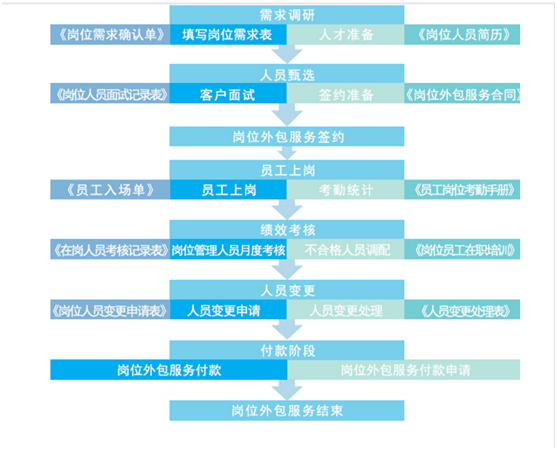 需求调研
《岗位需求确认单》 填写岗位需求表 人才准备 《岗位人员简历》
人员甄选
《岗位人员面试记录表》 客户面试 签约准备 《岗位外包服务合同》
岗位外包服务签约
员工上岗
《员工入场单》 员工上岗 考勤统计 《员工岗位考勤手册》
绩效考核
《在岗人员考核记录表》 岗位管理人员月度考核 不合格人员调配 《岗位员工在职培训》
人员变更
《岗位人员变更申请表》 人员变更申请 人员变更处理 《人员变更处理表》
付款阶段
岗位外包服务付款 岗位外包服务付款申请
岗位外包服务结束